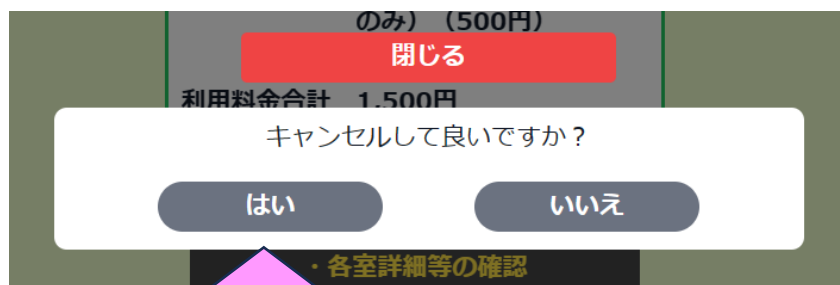 のみ）（500円）
閉じる
利用料金合計 1,500円
キャンセルして良いですか？
はい
いいえ
・各室詳細等の確認